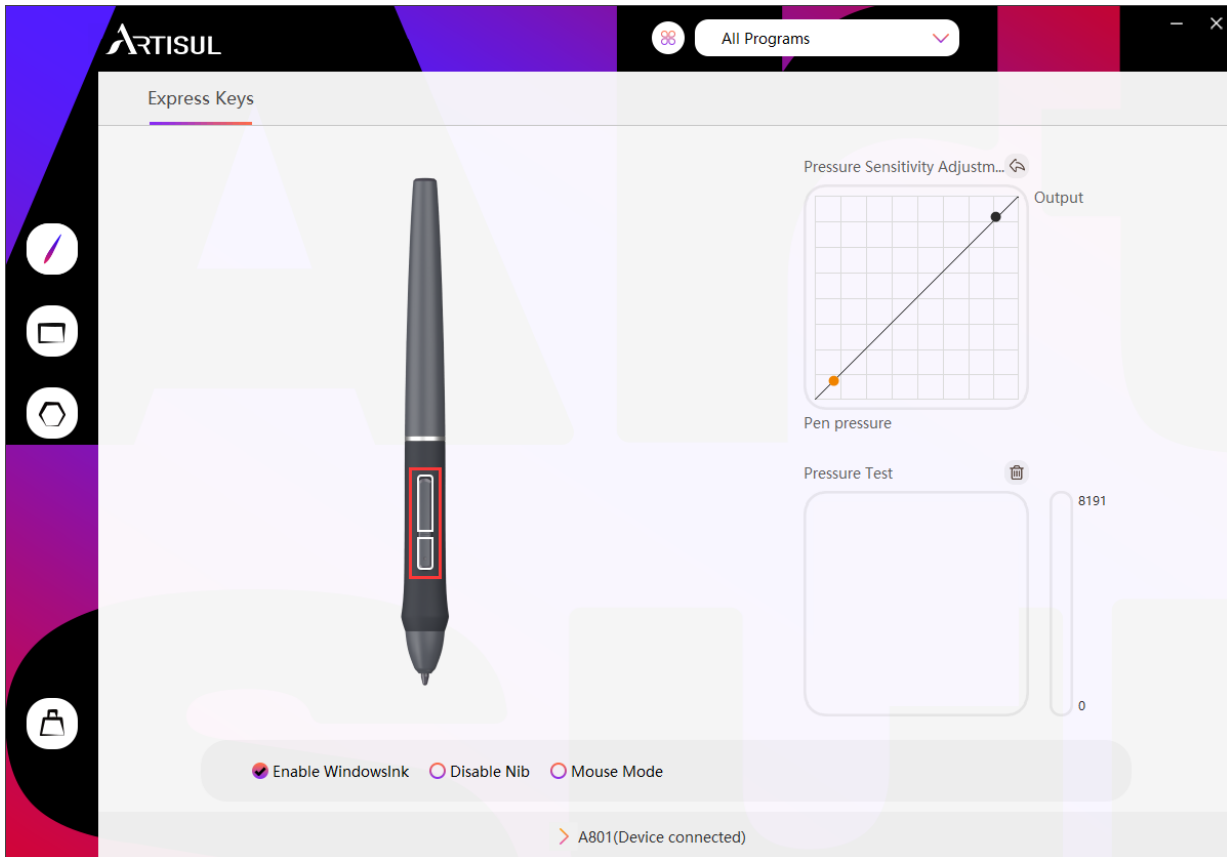 ARTISUL
All Programs
Express Keys
Pressure Sensitivity Adjustm...
Output
Pen pressure
Pressure Test
8191
0
Enable WindowsInk
Disable Nib
Mouse Mode
A801(Device connected)